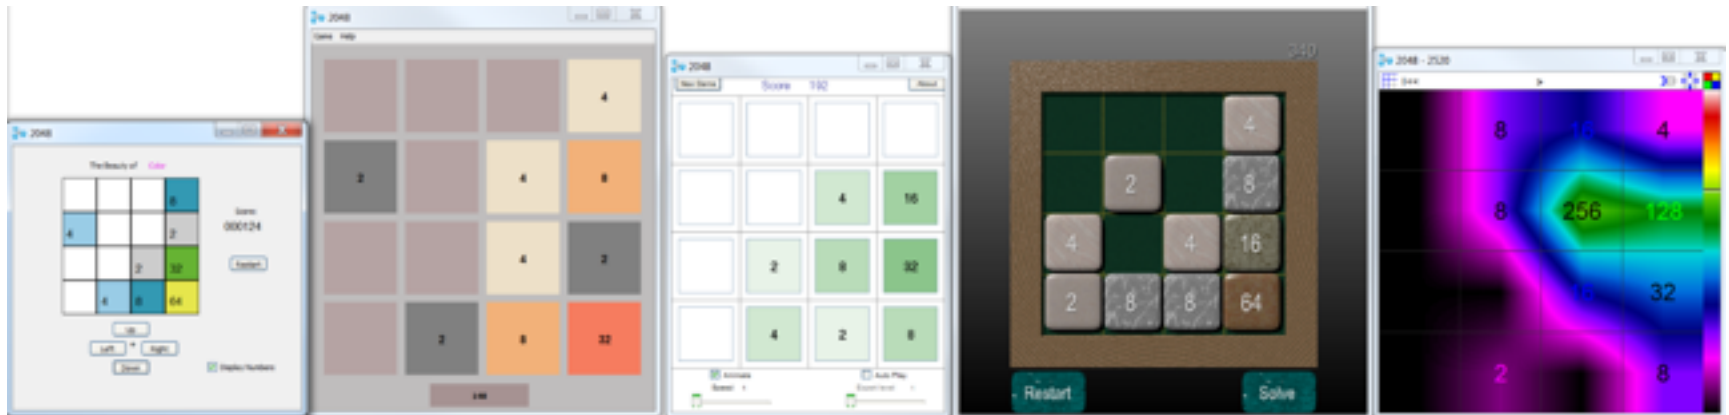 2048
The Beauty of Color
8
Score
000124
4 2
2 32
Restart
4 8 64
Up
Left Right
Down
Display Numbers
2048
Game Help
4
2 4 8
4 2
2 8 32
2048
New Game Score 192 About
4 16
2 8 32
4 2 8
Animate Auto Play
Speed
340
4
2 8
4 4 16
2 8 8 64
Restart Solve
2048 - 2520
8 16 4
8 256 128
16 32
2 8